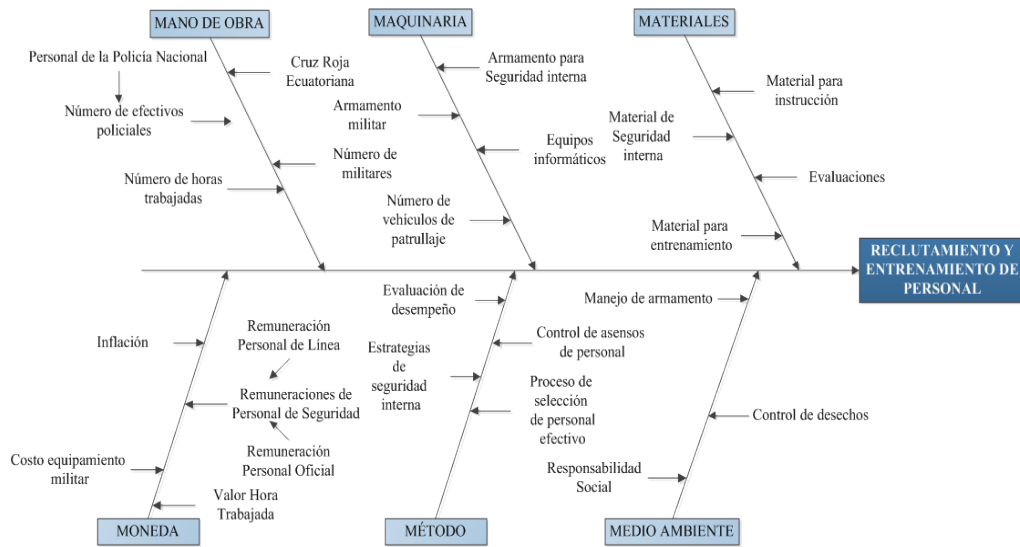 MANO DE OBRA
MAQUINARIA
MATERIALES
Personal de la Policía Nacional
Número de efectivos
policiales
Número de horas
trabajadas
Cruz Roja
Ecuatoriana
Número de
militares
Armamento
militar
Número de
vehículos de
patrullaje
Armamento para
Seguridad interna
Equipos
informáticos
Material de
Seguridad
interna
Material para
entrenamiento
Material para
instrucción
Evaluaciones
RECLUTAMIENTO Y
ENTRENAMIENTO DE
PERSONAL
Inflación
Costo equipamiento
militar
Remuneración
Personal de Línea
Remuneraciones de
Personal de Seguridad
Remuneración
Personal Oficial
Valor Hora
Trabajada
Evaluación de
desempeño
Estrategias
de
seguridad
interna
Control de asensos
de personal
Proceso de
selección
de personal
efectivo
Manejo de armamento
Responsabilidad
Social
Control de desechos
MONEDA
MÉTODO
MEDIO AMBIENTE